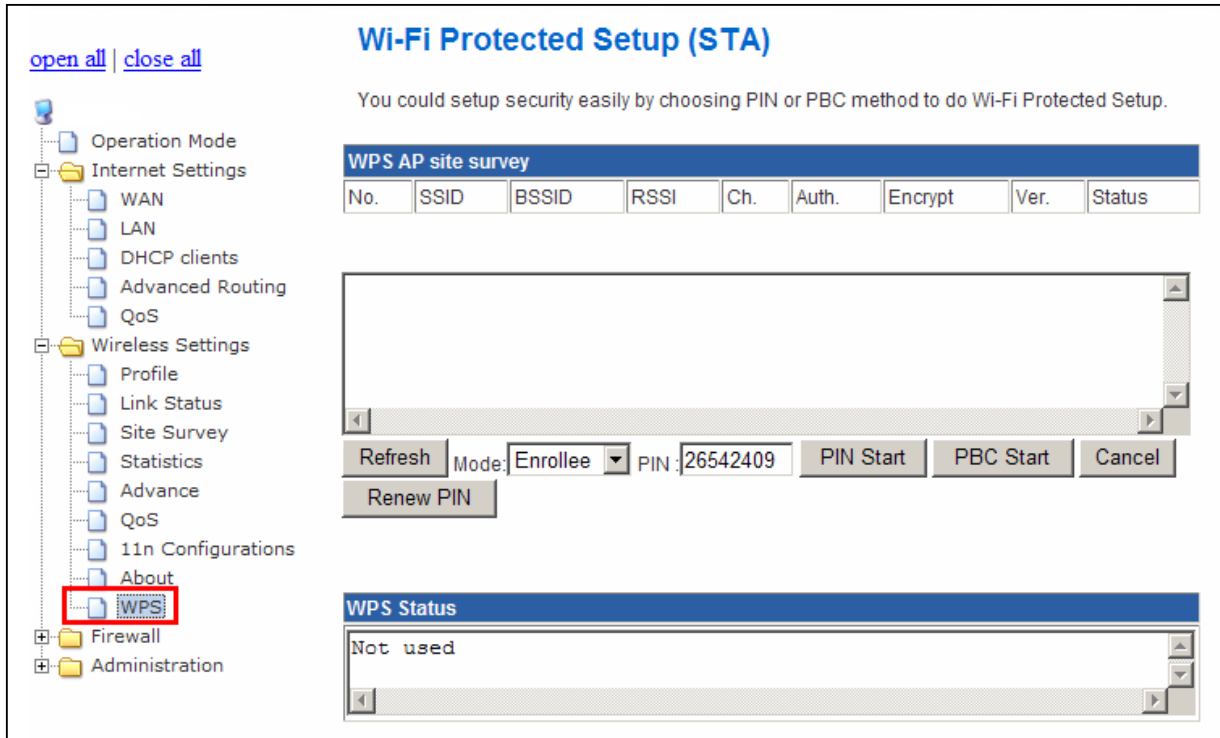 open all | close all
Operation Mode
Internet Settings
WAN
LAN
DHCP clients
Advanced Routing
QoS
Wireless Settings
Profile
Link Status
Site Survey
Statistics
Advance
QoS
11n Configurations
About
WPS
Firewall
Administration
Wi-Fi Protected Setup (STA)
You could setup security easily by choosing PIN or PBC method to do Wi-Fi Protected Setup.
WPS AP site survey
No. SSID BSSID RSSI Ch. Auth. Encrypt Ver. Status
Refresh Mode: Enrollee PIN : 26542409 PIN Start PBC Start Cancel
Renew PIN
WPS Status
Not used